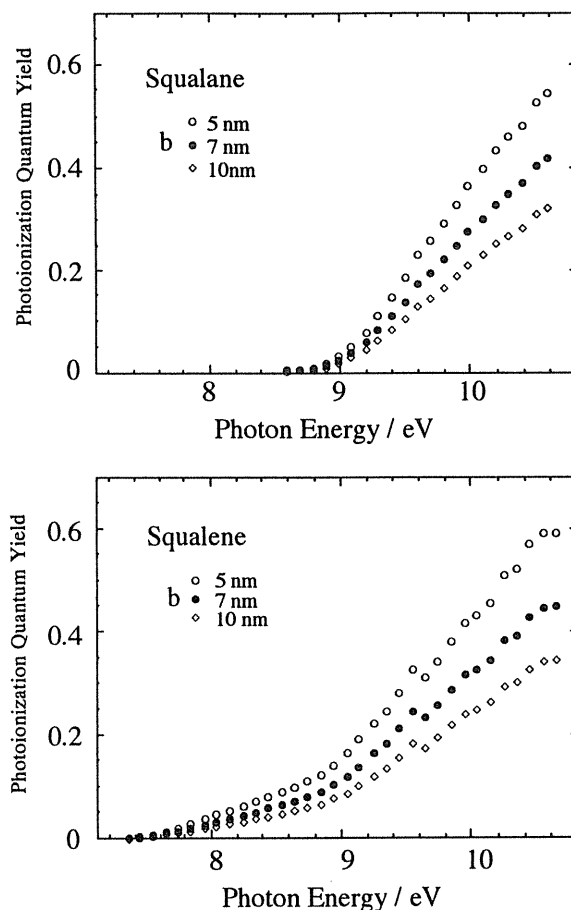 0.6
Squalane
5 nm
b 7 nm
10nm
0.4
0.2
0
Photoionization Quantum Yield
8 9 10
Photon Energy / eV
0.6
Squalene
5 nm
b 7 nm
10 nm
0.4
0.2
0
Photoionization Quantum Yield
8 9 10
Photon Energy / eV